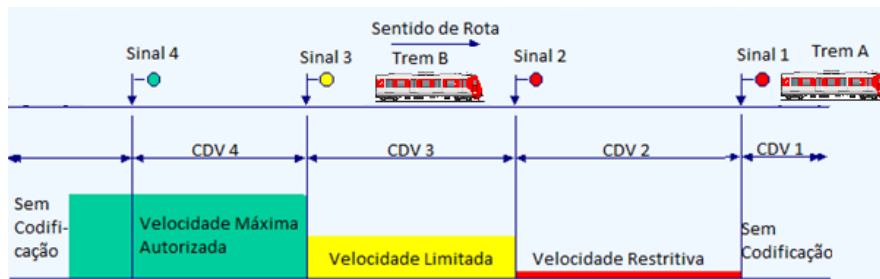 Sentido de Rota
Sinal 4
Sinal 3
Trem B
Sinal 2
Sinal 1
Trem A
CDV 4
CDV 3
CDV 2
CDV 1
Sem
Codifi-
cação
Velocidade Máxima
Autorizada
Velocidade Limitada
Velocidade Restritiva
Sem
Codificação